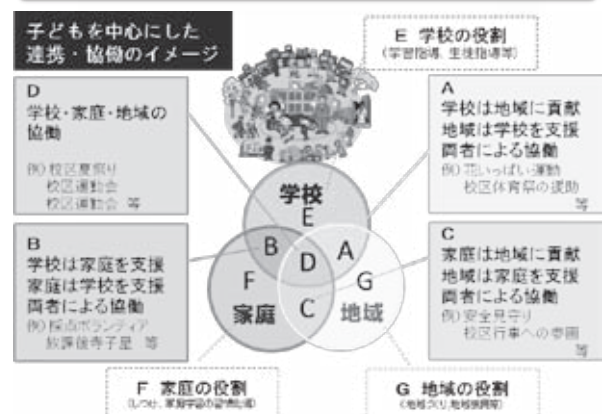 子どもを中心にした
連携・協働のイメージ
E 学校の役割
(学習指導、生徒指導等)
D
学校・家庭・地域の
協働
例)校区夏祭り
校区運動会
校区運動会 等
A
学校は地域に貢献
地域は学校を支援
両者による協働
例)花いっぱい運動
校区体育祭の援助
等
学校
E
B
D
A
F
家庭
C
G
地域
B
学校は家庭を支援
家庭は学校を支援
両者による協働
例)採点ボランティア
放課後寺子屋 等
C
家庭は地域に貢献
地域は家庭を支援
両者による協働
例)安全見守り
校区行事への参画
等
F 家庭の役割
G 地域の役割